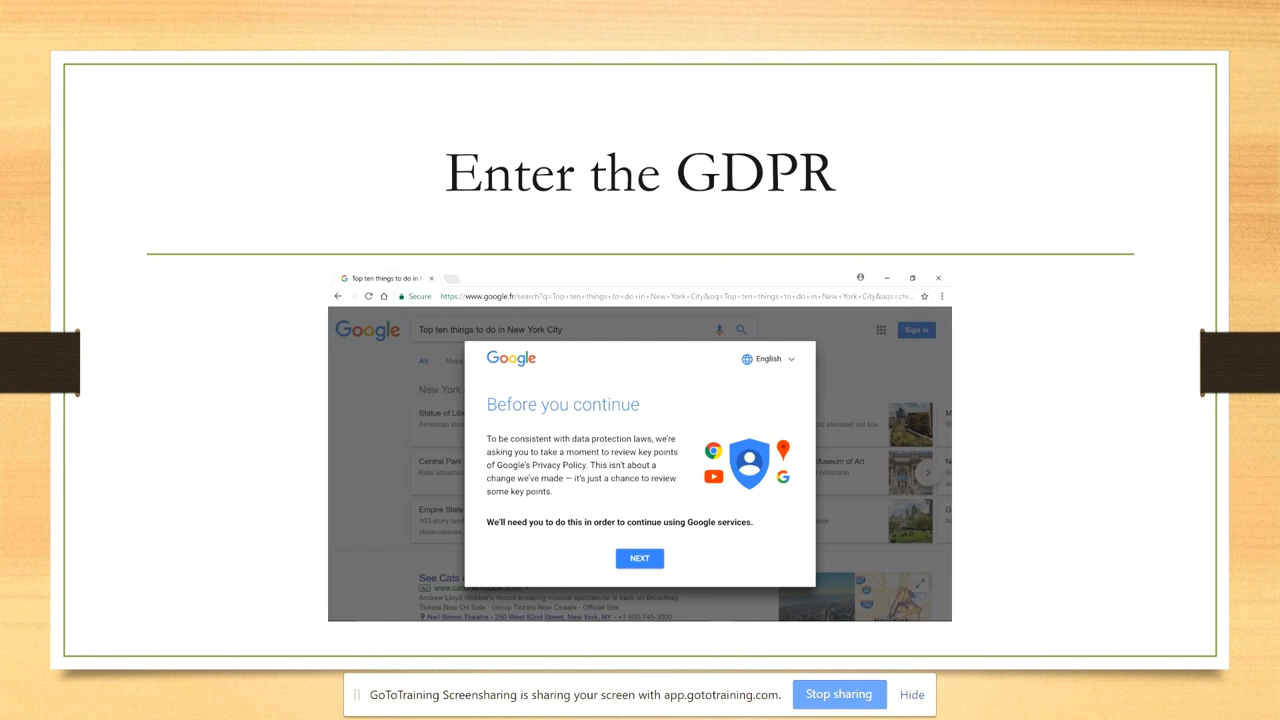 Enter the GDPR
Top ten things to do in
Secure https://www.google.fr/search?q=Top+ten+things+to+do+in+New+York+City&oq=Top+ten+things+to+do+in+New+York+City&aqs=chr...
Google Top ten things to do in New York City Sign in
All Maps
New York
Statue of Lib
American icon
old elevated rail line
Central Park
Kids' attractio
Museum of Art
collection
Empire State
103-story land
observatories
Google English
Before you continue
To be consistent with data protection laws, we're
asking you to take a moment to review key points
of Google's Privacy Policy. This isn't about a
change we've made – it's just a chance to review
some key points.
We'll need you to do this in order to continue using Google services.
NEXT
See Cats
Ad
Andrew Lloyd Webber's record-breaking musical spectacular is back on Broadway.
Tickets Now On Sale · Group Tickets Now Onsale · Official Site
Neil Simon Theatre - 250 West 52nd Street, New York, NY - +1 800-745-3000
GoToTraining Screensharing is sharing your screen with app.gototraining.com. Stop sharing Hide